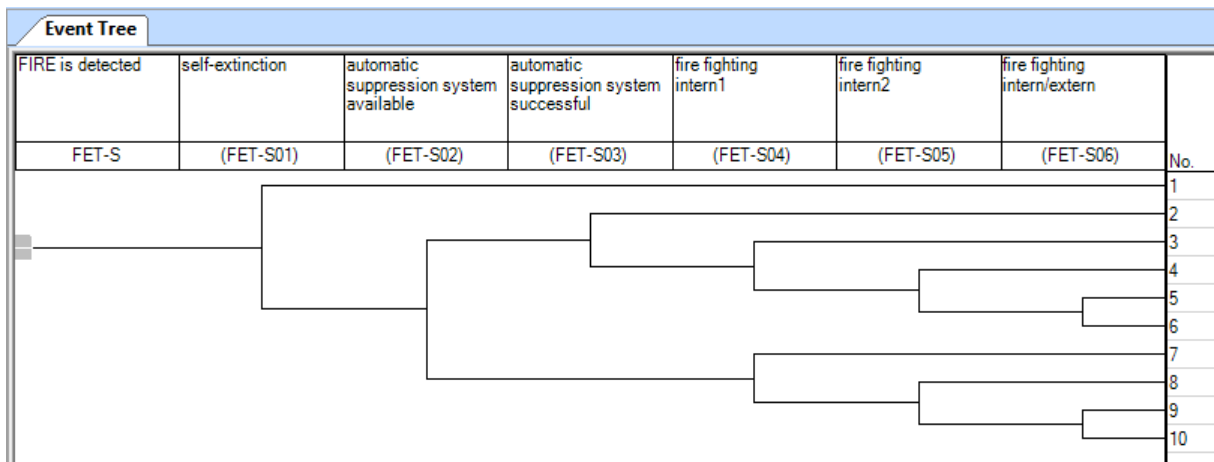 Event Tree
FIRE is detected
self-extinction
automatic
suppression system
available
automatic
suppression system
successful
fire fighting
intern1
fire fighting
intern2
fire fighting
intern/extern
FET-S
(FET-S01)
(FET-S02)
(FET-S03)
(FET-S04)
(FET-S05)
(FET-S06)
No.
1
2
3
4
5
6
7
8
9
10